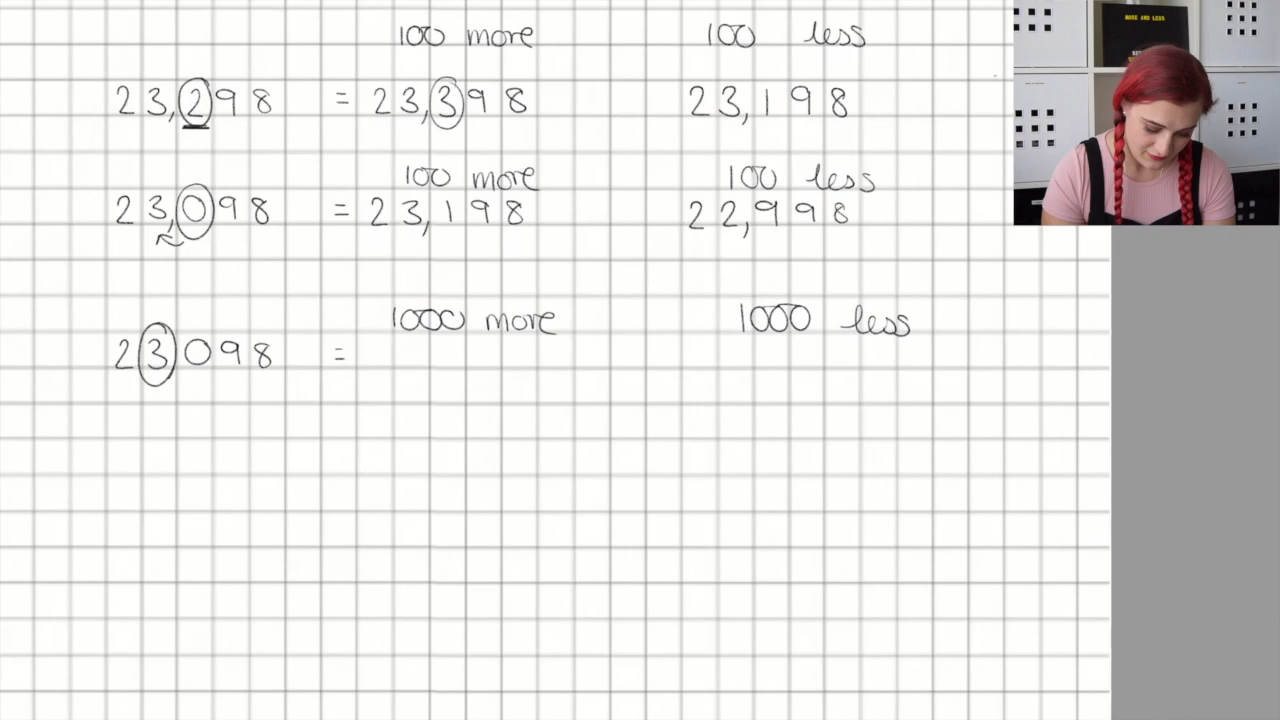 100 more 100 less
23,298 = 23,398 23,198
100 more 100 less
23,098 = 23,198 22,998
1000 more 1000 less
23098 =
MORE AND LESS